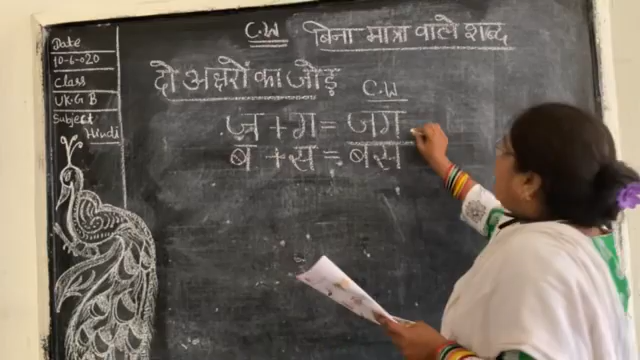 C.W बिना मात्रा वाले शब्द
Date
10-6-020
Class
UKG B
Subject
Hindi
दो अक्षरों का जोड़
C.W
ज + ग = जग
ब + स = बस